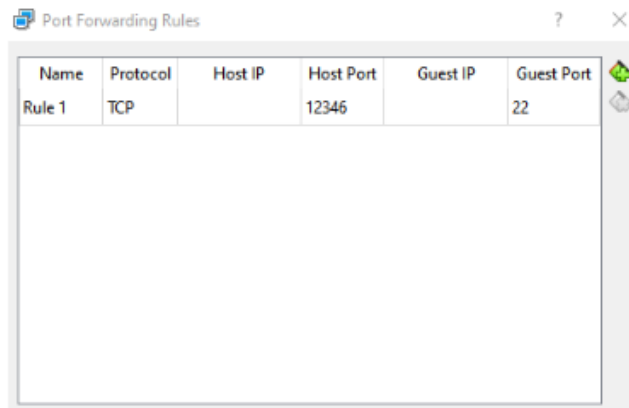 Port Forwarding Rules ?
Name Protocol Host IP Host Port Guest IP Guest Port
Rule 1 TCP 12346 22